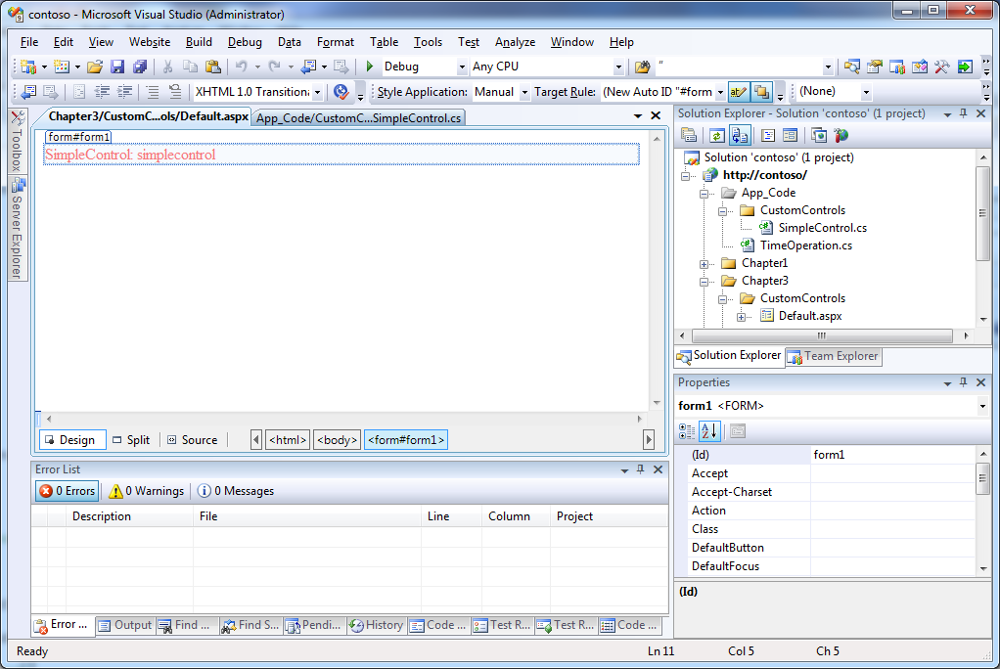 contoso - Microsoft Visual Studio (Administrator)
File Edit View Website Build Debug Data Format Table Tools Test Analyze Window Help
Debug Any CPU "
XHTML 1.0 Transition Style Application: Manual Target Rule: (New Auto ID "#form (None)
Toolbox
Server Explorer
Chapter3/CustomC...ols/Default.aspx App_Code/CustomC...SimpleControl.cs
form#form1
SimpleControl: simplecontrol
Design Split Source <html> <body> <form#form1>
Error List
0 Errors 0 Warnings 0 Messages
Description File Line Column Project
Error ... Output Find ... Find S... Pendi... History Code ... Test R... Test R... Code ...
Solution Explorer - Solution 'contoso' (1 project)
Solution 'contoso' (1 project)
http://contoso/
App_Code
CustomControls
SimpleControl.cs
TimeOperation.cs
Chapter1
Chapter3
CustomControls
Default.aspx
Solution Explorer Team Explorer
Properties
form1 <FORM>
(Id) form1
Accept
Accept-Charset
Action
Class
DefaultButton
DefaultFocus
(Id)
Ready Ln 11 Col 5 Ch 5